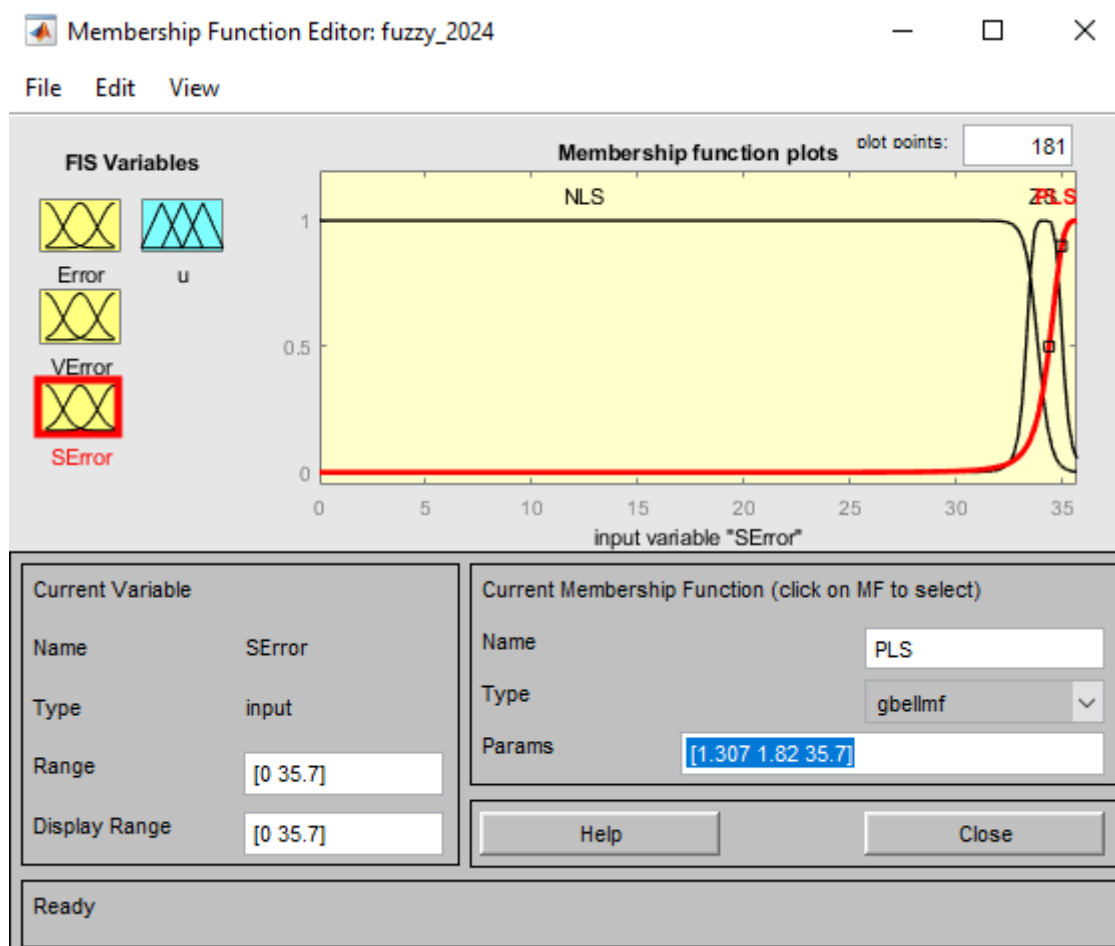 Membership Function Editor: fuzzy_2024
File Edit View
FIS Variables
Membership function plots
plot points:
181
Error
u
VError
SError
NLS
PLS
1
0.5
0
0 5 10 15 20 25 30 35
input variable "SError"
Current Variable
Name SError
Type input
Range [0 35.7]
Display Range [0 35.7]
Current Membership Function (click on MF to select)
Name PLS
Type gbellmf
Params [1.307 1.82 35.7]
Help Close
Ready